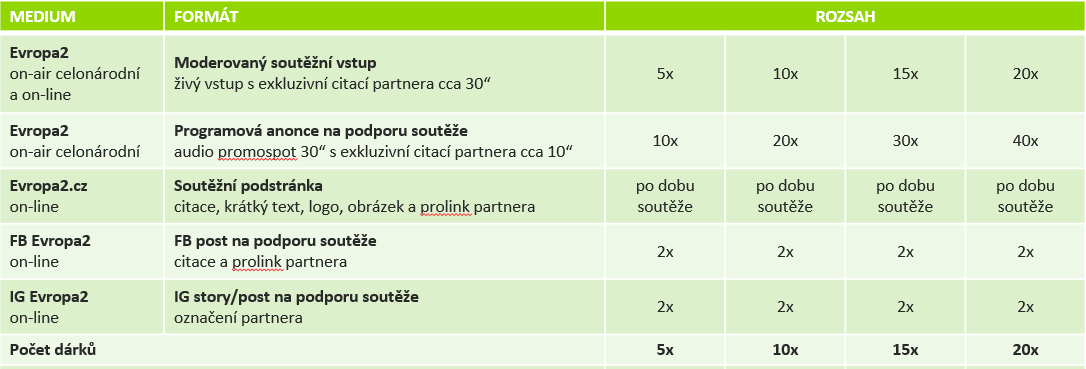 MEDIUM FORMÁT ROZSAH
Evropa2
on-air celonárodní
a on-line
Moderovaný soutěžní vstup
živý vstup s exkluzivní citací partnera cca 30“
5x 10x 15x 20x
Evropa2
on-air celonárodní
Programová anonce na podporu soutěže
audio promospot 30“ s exkluzivní citací partnera cca 10“
10x 20x 30x 40x
Evropa2.cz
on-line
Soutěžní podstránka
citace, krátký text, logo, obrázek a prolink partnera
po dobu po dobu po dobu po dobu
soutěže soutěže soutěže soutěže
FB Evropa2
on-line
FB post na podporu soutěže
citace a prolink partnera
2x 2x 2x 2x
IG Evropa2
on-line
IG story/post na podporu soutěže
označení partnera
2x 2x 2x 2x
Počet dárků 5x 10x 15x 20x